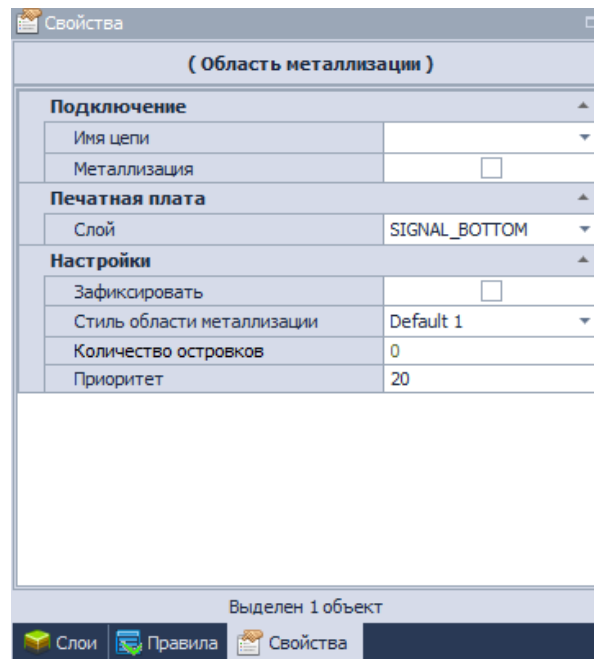 Свойства
( Область металлизации )
Подключение
Имя цепи
Металлизация
Печатная плата
Слой SIGNAL_BOTTOM
Настройки
Зафиксировать
Стиль области металлизации Default 1
Количество островков 0
Приоритет 20
Выделен 1 объект
Слои Правила Свойства